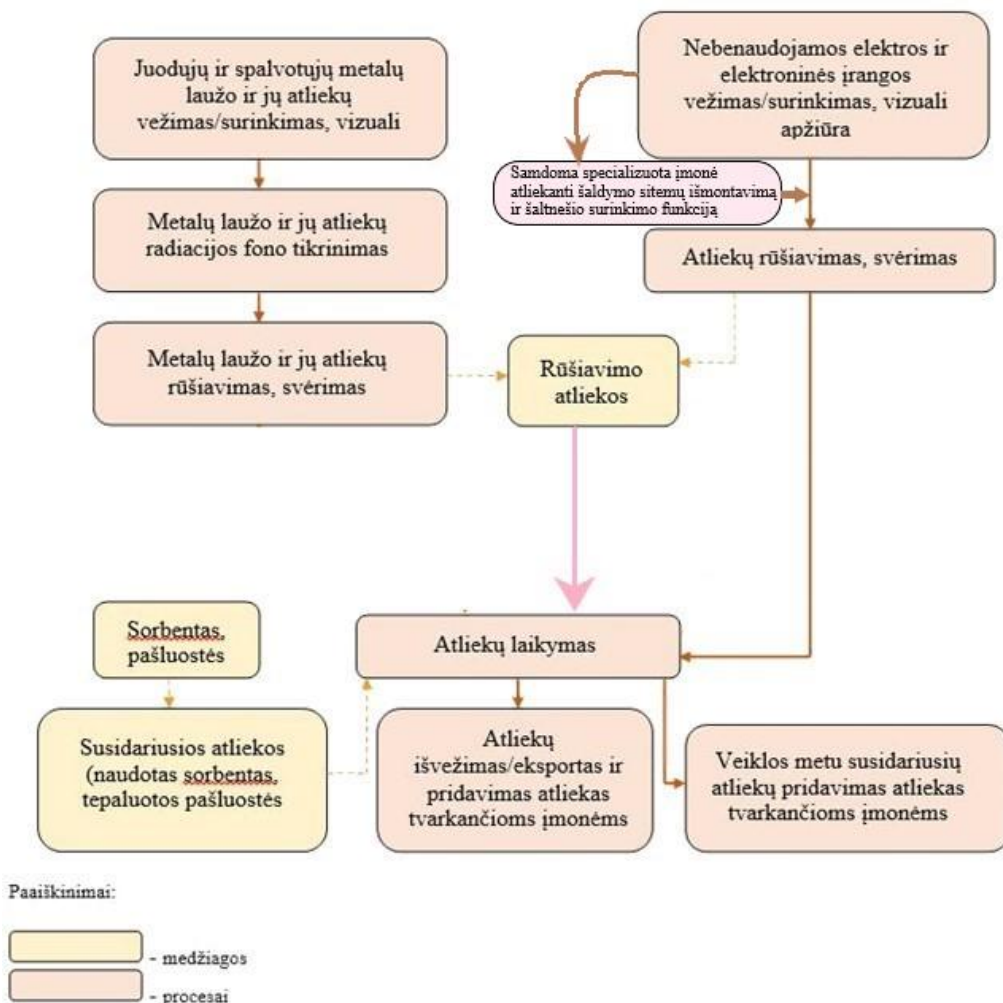 Juodųjų ir spalvotųjų metalų
laužo ir jų atliekų
vežimas/surinkimas, vizuali
Nebenaudojamos elektros ir
elektroninės įrangos
vežimas/surinkimas, vizuali
apžiūra
Samdoma specializuota įmonė
atliekanti šaldymo sitemų išmontavimą
ir šaltnešio surinkimo funkciją
Metalų laužo ir jų atliekų
radiacijos fono tikrinimas
Atliekų rūšiavimas, svėrimas
Metalų laužo ir jų atliekų
rūšiavimas, svėrimas
Rūšiavimo
atliekos
Sorbentas,
pašluostės
Atliekų laikymas
Susidariusios atliekos
(naudotas sorbentas,
tepaluotos pašluostės
Atliekų
išvežimas/eksportas ir
pridavimas atliekas
tvarkančioms įmonėms
Veiklos metu susidariusių
atliekų pridavimas atliekas
tvarkančioms įmonėms
Paaiškinimai:
- medžiagos
- procesai